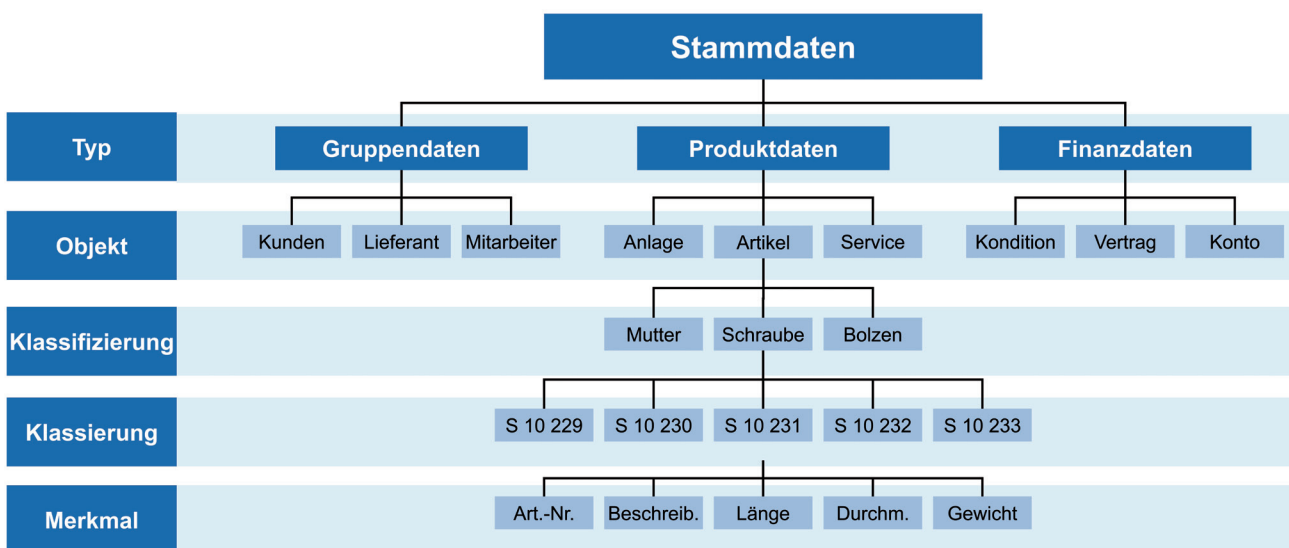 Stammdaten
Typ
Gruppendaten
Produktdaten
Finanzdaten
Objekt
Kunden
Lieferant
Mitarbeiter
Anlage
Artikel
Service
Kondition
Vertrag
Konto
Klassifizierung
Mutter
Schraube
Bolzen
Klassierung
S 10 229
S 10 230
S 10 231
S 10 232
S 10 233
Merkmal
Art.-Nr.
Beschreib.
Länge
Durchm.
Gewicht